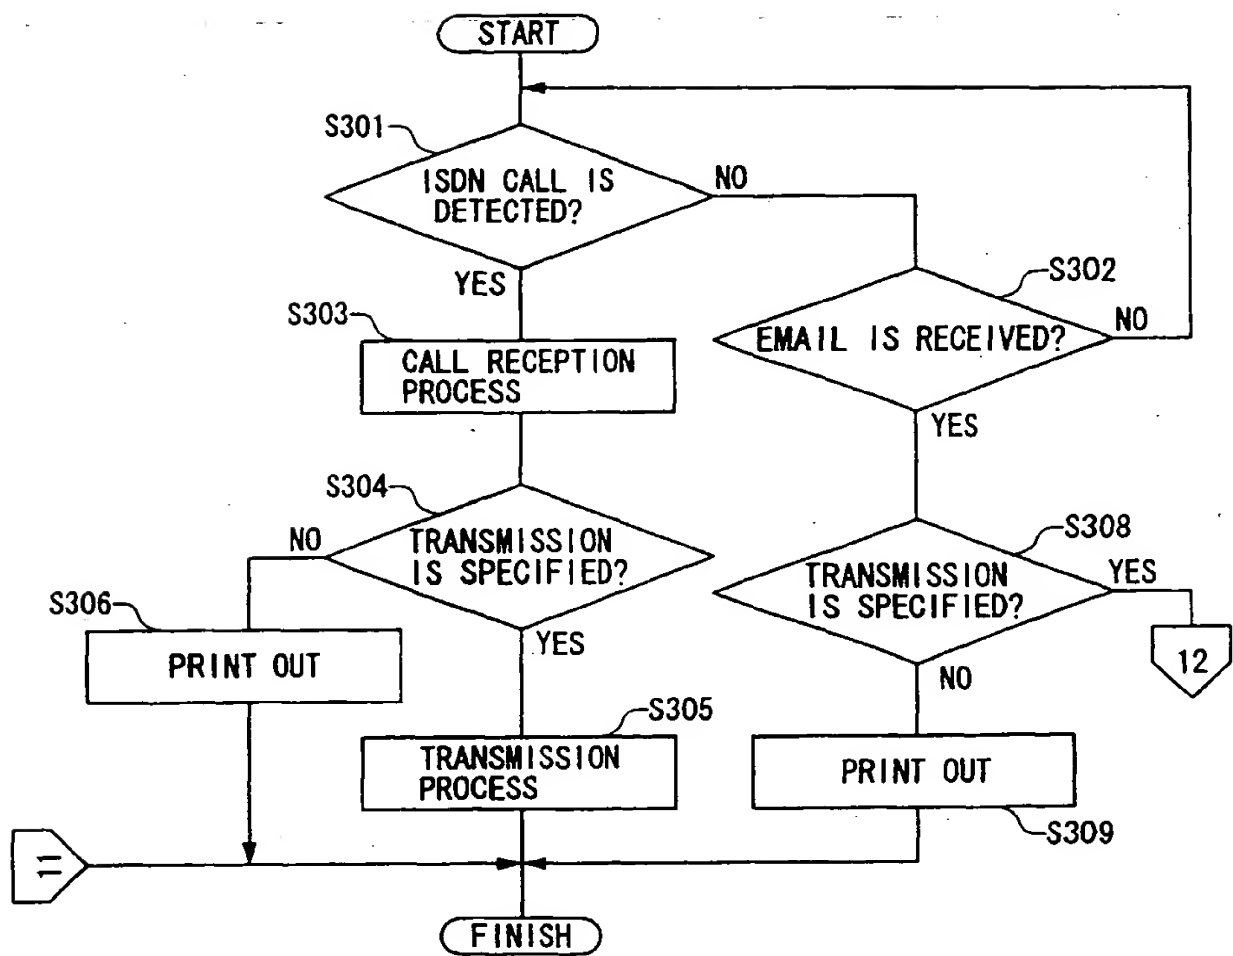 START
S301
ISDN CALL IS
DETECTED?
NO
YES
S302
EMAIL IS RECEIVED?
NO
YES
S303
CALL RECEPTION
PROCESS
S304
TRANSMISSION
IS SPECIFIED?
NO
YES
S308
TRANSMISSION
IS SPECIFIED?
YES
NO
12
S306
PRINT OUT
S305
TRANSMISSION
PROCESS
PRINT OUT
S309
11
FINISH